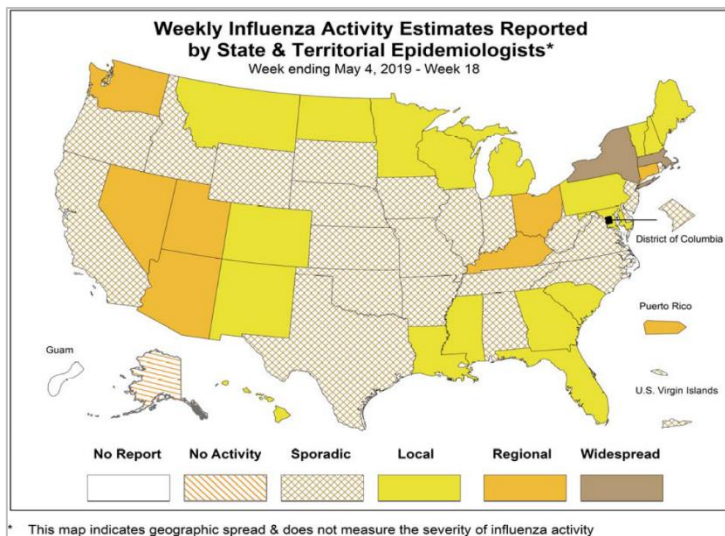 Weekly Influenza Activity Estimates Reported
by State & Territorial Epidemiologists*
Week ending May 4, 2019 - Week 18
District of Columbia
Puerto Rico
Guam
U.S. Virgin Islands
No Report No Activity Sporadic Local Regional Widespread
* This map indicates geographic spread & does not measure the severity of influenza activity